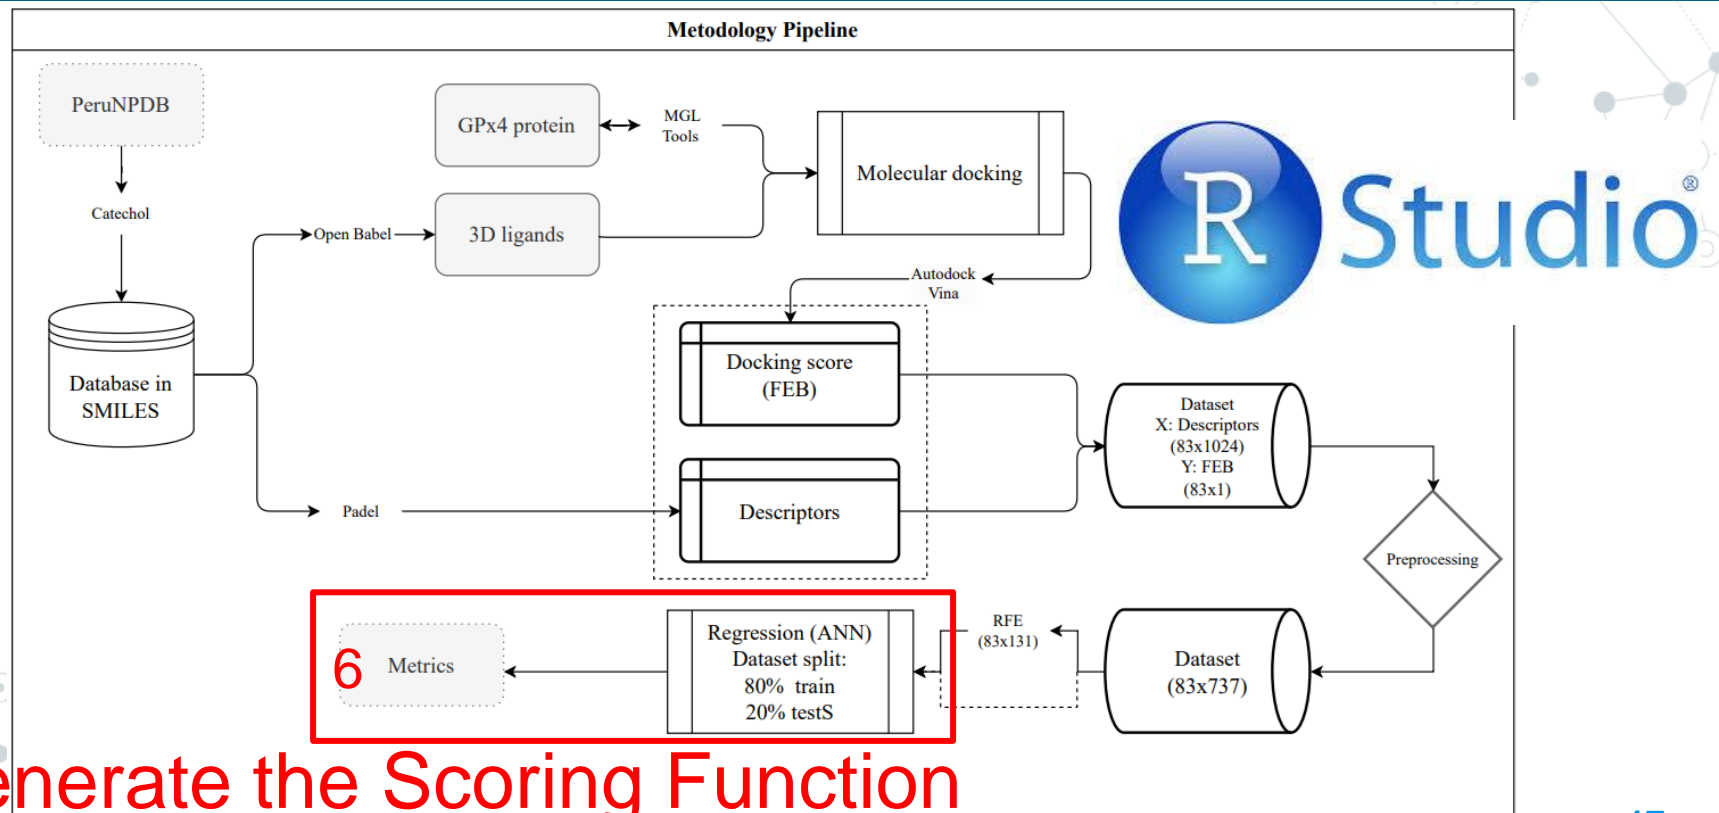 Metodology Pipeline
PeruNPDB
GPx4 protein
MGL
Tools
Molecular docking
R Studio®
Catechol
Open Babel
3D ligands
Autodock
Vina
Database in
SMILES
Docking score
(FEB)
Dataset
X: Descriptors
(83x1024)
Y: FEB
(83x1)
Padel
Descriptors
Preprocessing
RFE
(83x131)
Dataset
(83x737)
Regression (ANN)
Dataset split:
80% train
20% testS
6
Metrics
enerate the Scoring Function